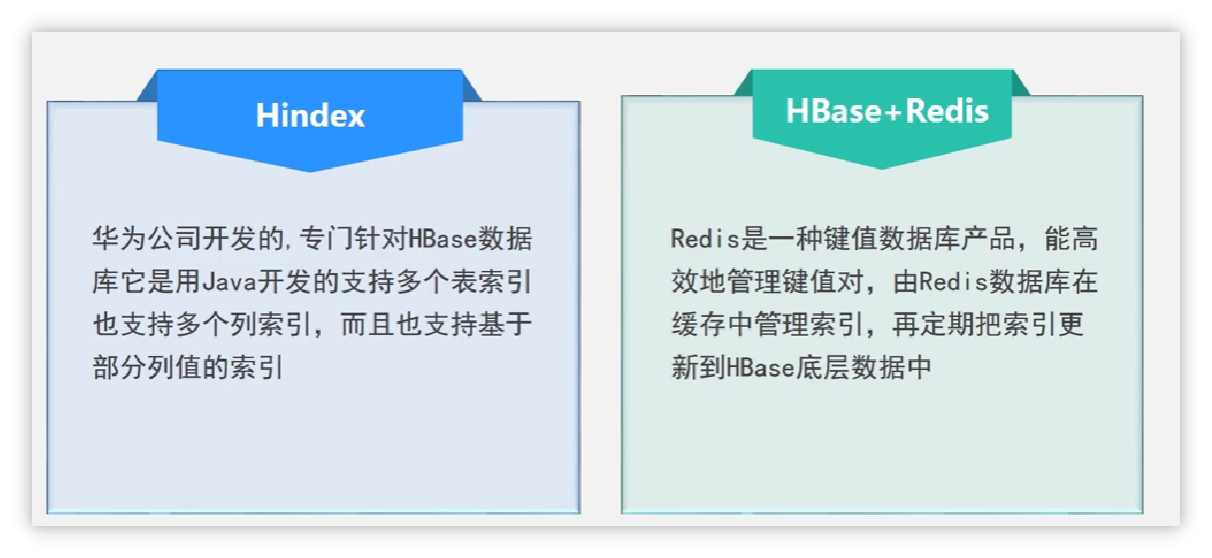 Hindex
华为公司开发的,专门针对HBase数据
库它是用Java开发的支持多个表索引
也支持多个列索引，而且也支持基于
部分列值的索引
HBase+Redis
Redis是一种键值数据库产品，能高
效地管理键值对，由Redis数据库在
缓存中管理索引，再定期把索引更
新到HBase底层数据中